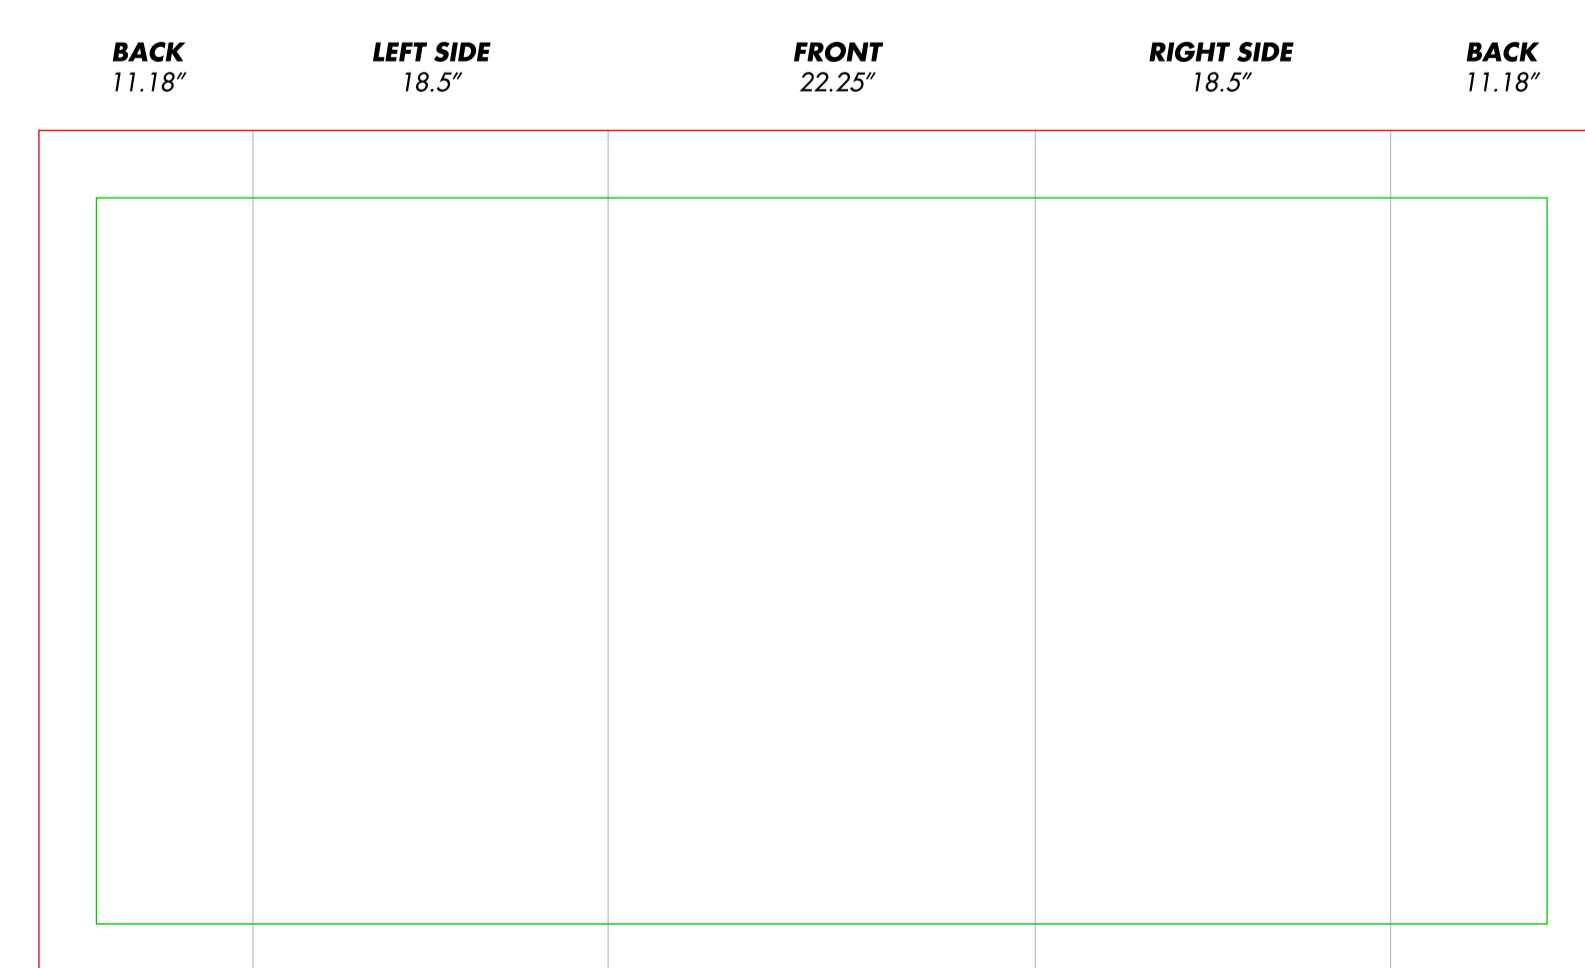 BACK
11.18″
LEFT SIDE
18.5″
FRONT
22.25″
RIGHT SIDE
18.5″
BACK
11.18″